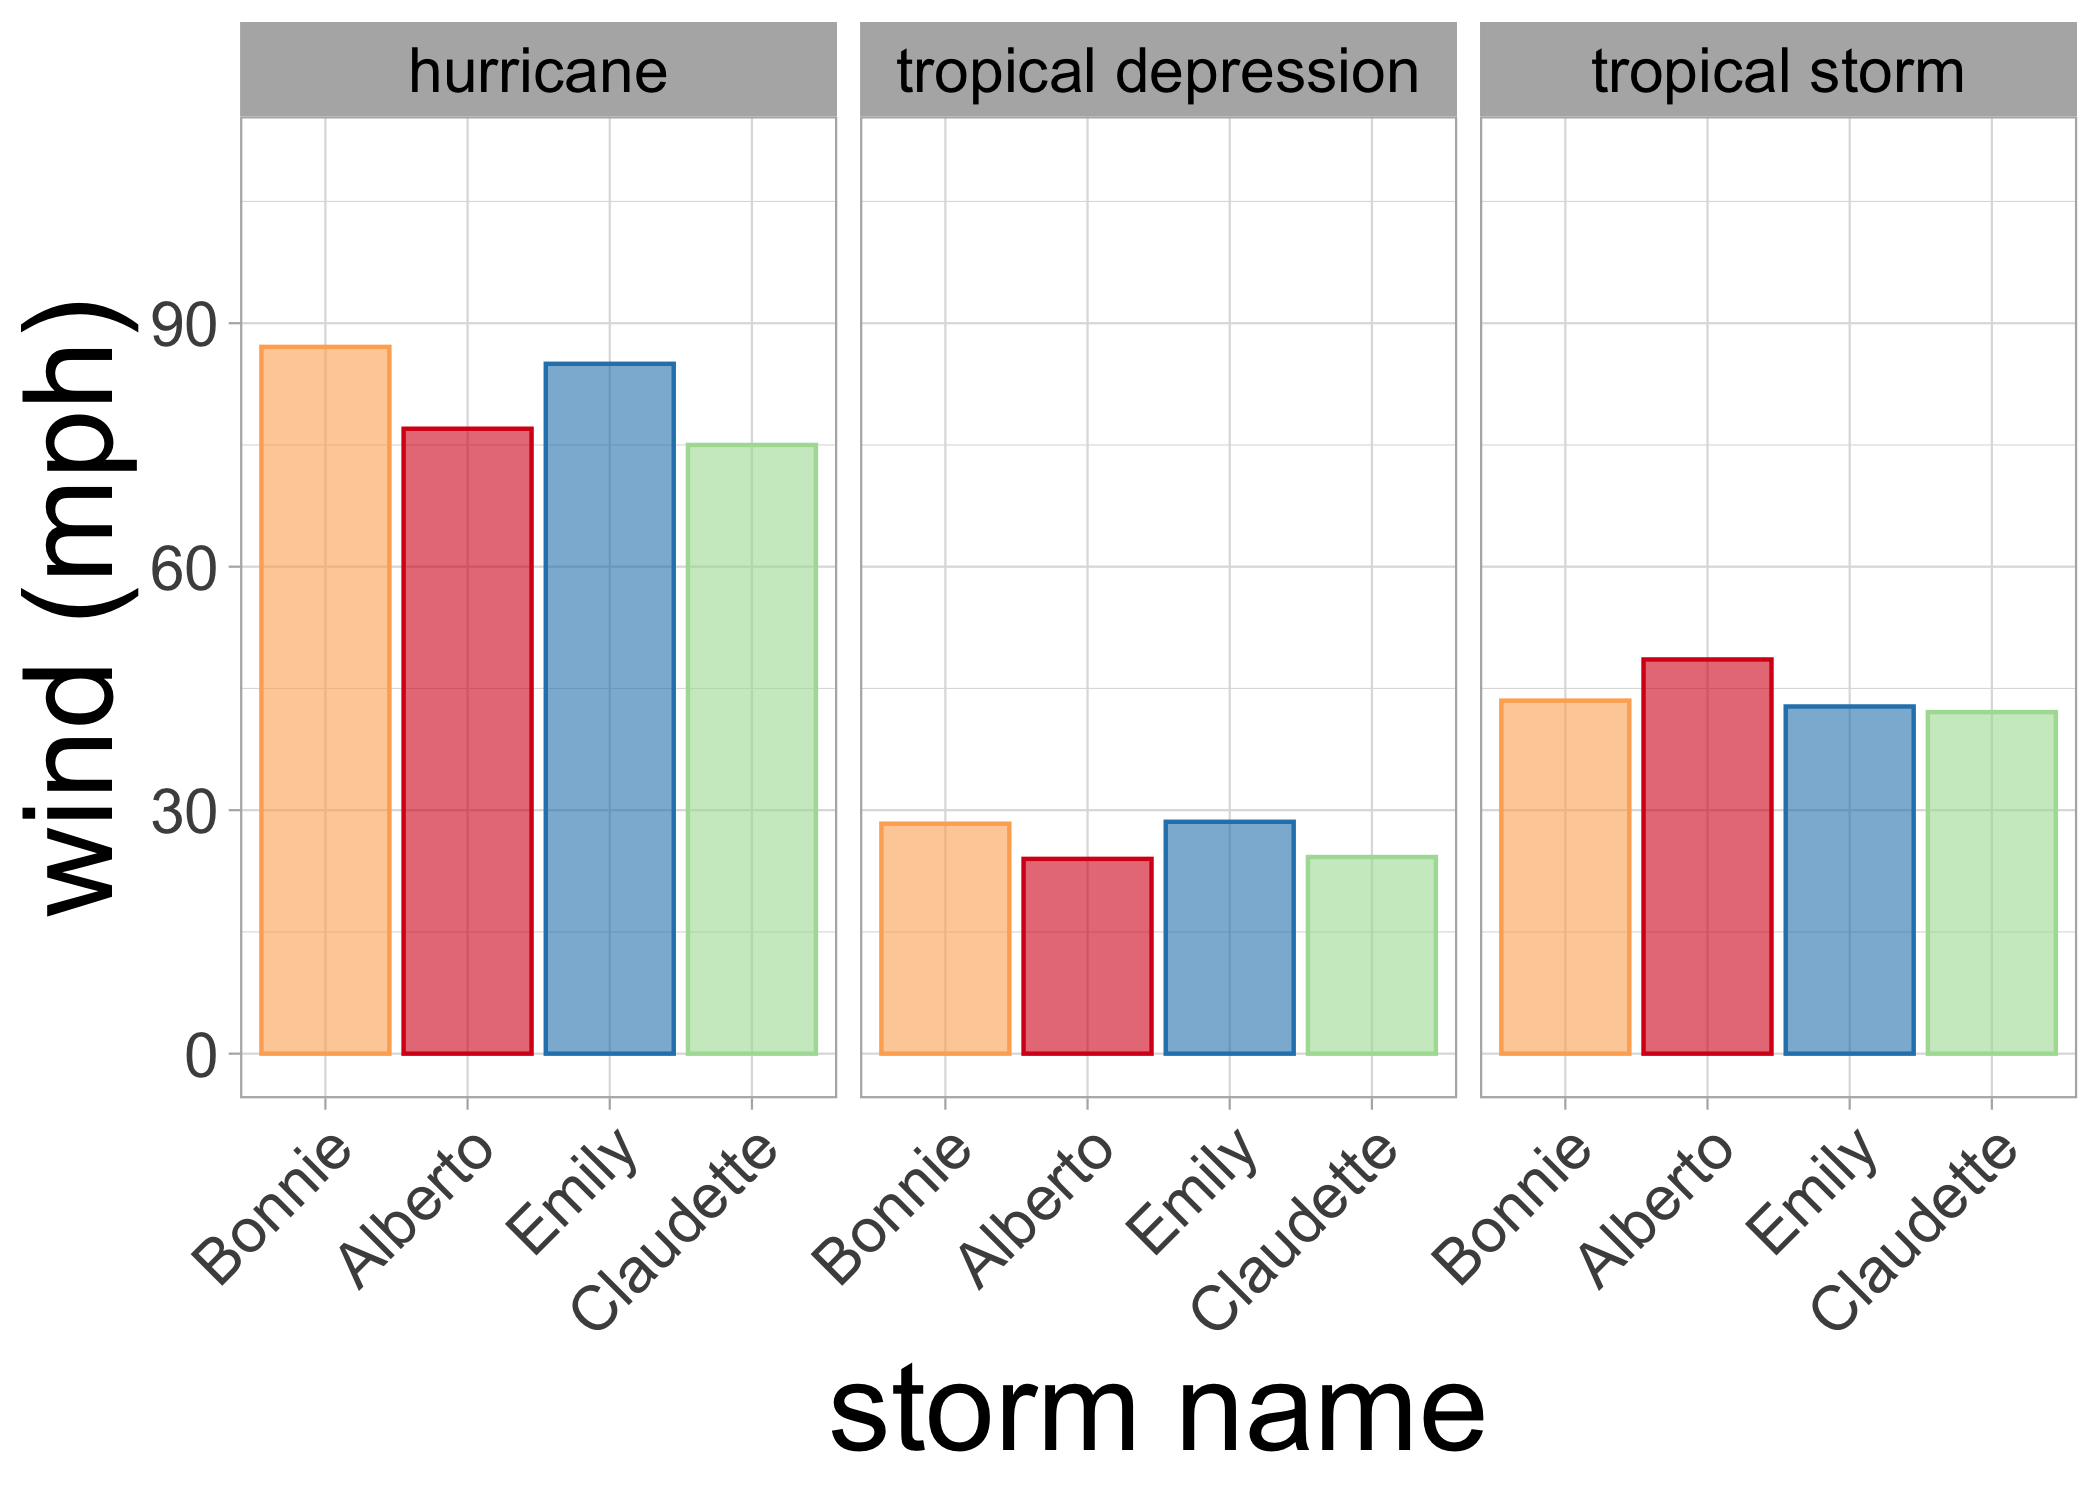 hurricane
tropical depression
tropical storm
wind (mph)
90
60
30
0
Bonnie
Alberto
Emily
Claudette
Bonnie
Alberto
Emily
Claudette
Bonnie
Alberto
Emily
Claudette
storm name